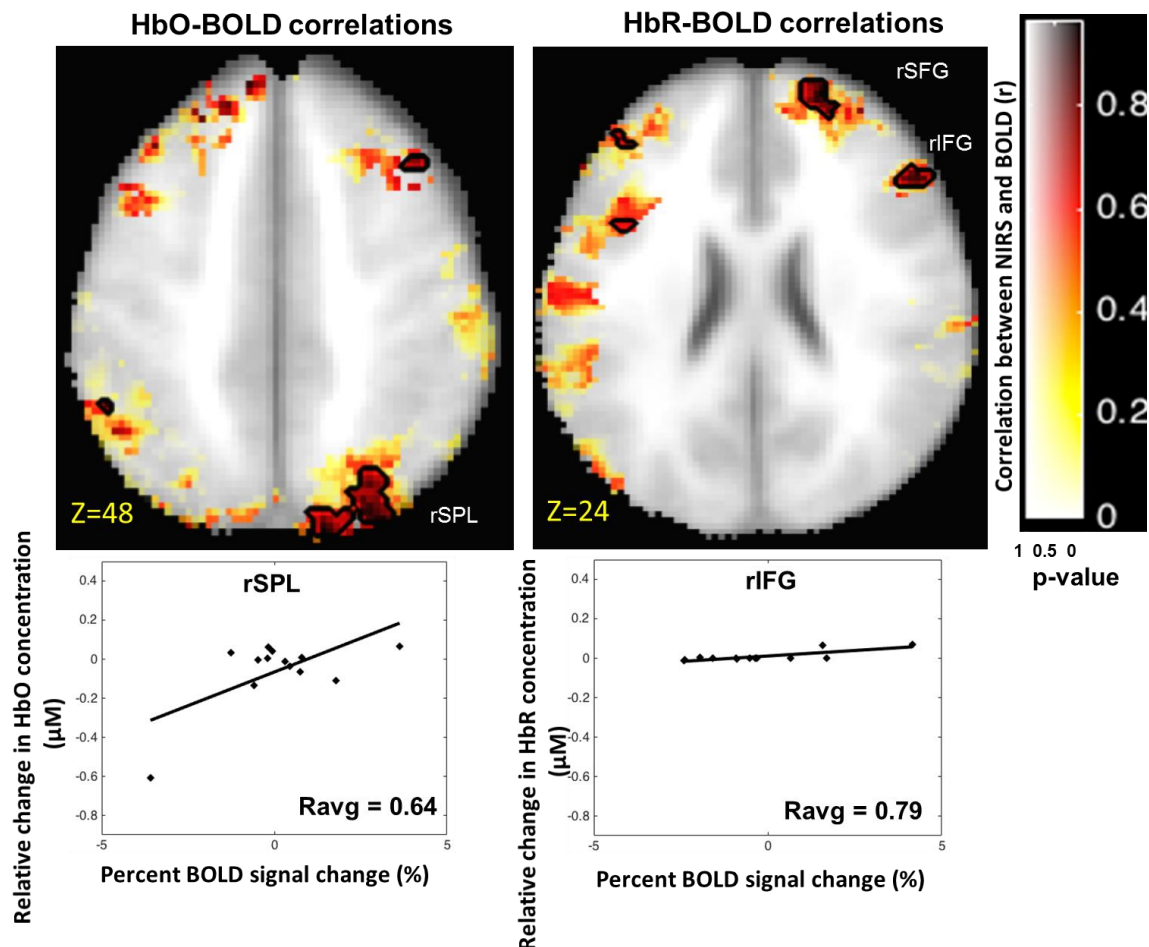 HbO-BOLD correlations
HbR-BOLD correlations
rSFG
rIFG
rSPL
Z=48
Z=24
Correlation between NIRS and BOLD (r)
0.8
0.6
0.4
0.2
0
1 0.5 0
p-value
Relative change in HbO concentration
(µM)
rSPL
0.4
0.2
0
-0.2
-0.4
-0.6
-0.8
Ravg = 0.64
-5
0
5
Percent BOLD signal change (%)
Relative change in HbR concentration
(µM)
rIFG
0.4
0.2
0
-0.2
-0.4
-0.6
-0.8
Ravg = 0.79
-5
0
5
Percent BOLD signal change (%)